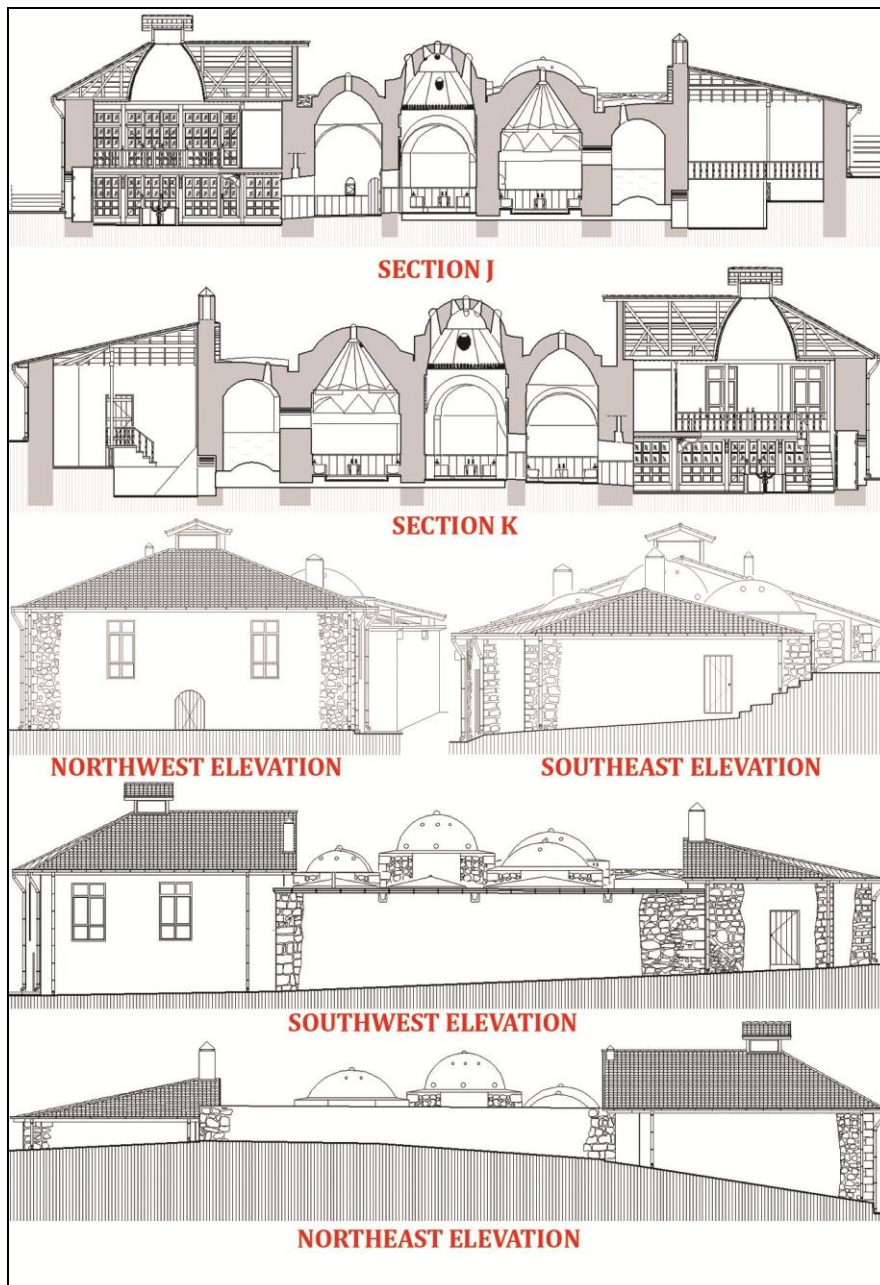 SECTION J
SECTION K
NORTHWEST ELEVATION
SOUTHEAST ELEVATION
SOUTHWEST ELEVATION
NORTHEAST ELEVATION